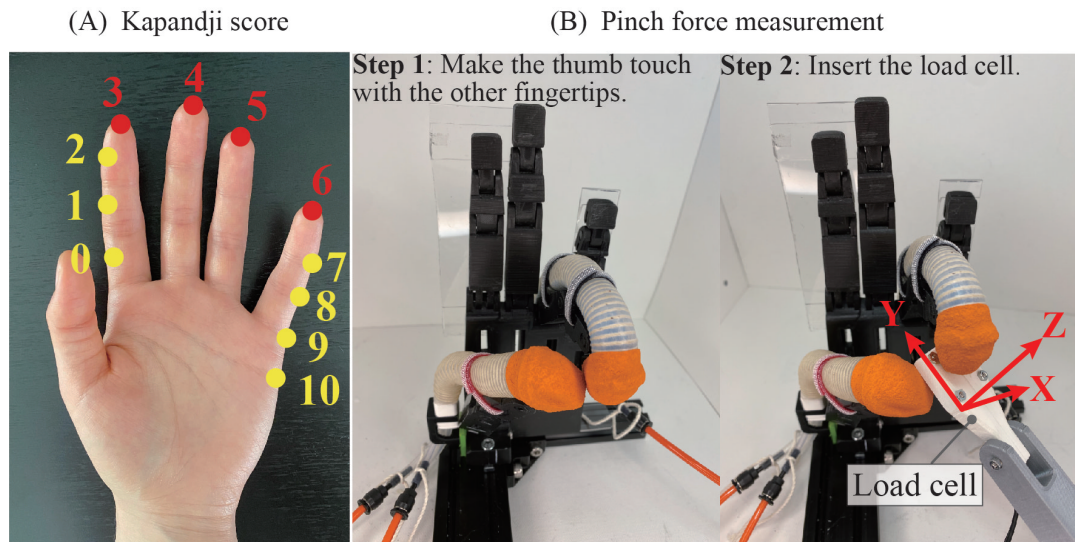 (A) Kapandji score
(B) Pinch force measurement
3
4
5
2
6
1
0
7
8
9
10
Step 1: Make the thumb touch
with the other fingertips.
Step 2: Insert the load cell.
Y
Z
X
Load cell